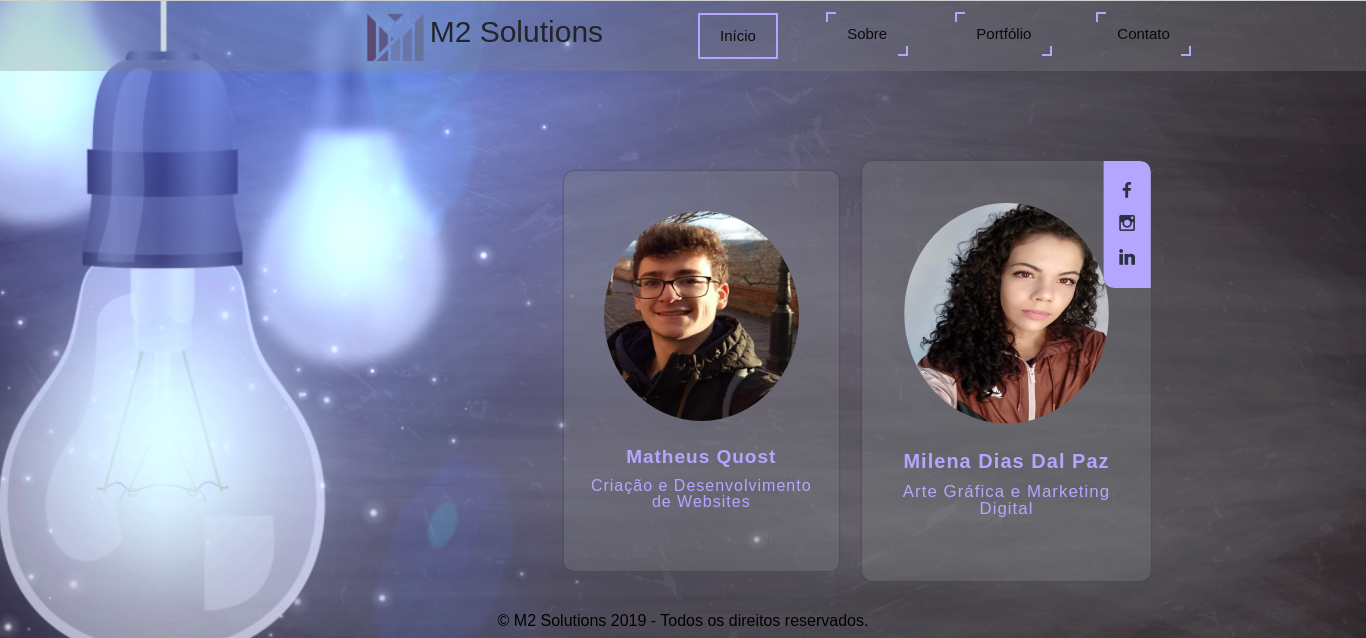 M2 Solutions
Início
Sobre
Portfólio
Contato
Matheus Quost
Criação e Desenvolvimento
de Websites
Milena Dias Dal Paz
Arte Gráfica e Marketing
Digital
© M2 Solutions 2019 - Todos os direitos reservados.